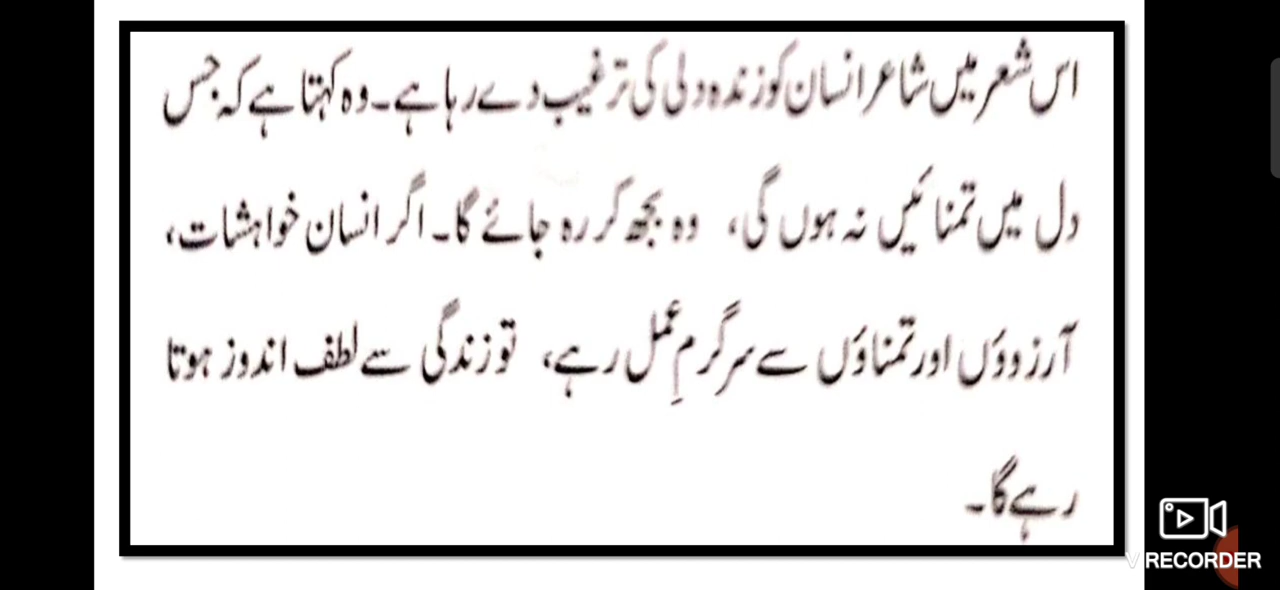 اس شعر میں شاعر انسان کو زندہ دلی کی ترغیب دے رہا ہے۔ وہ کہتا ہے کہ جس
دل میں تمنائیں نہ ہوں گی، وہ بجھ کر رہ جائے گا۔ اگر انسان خواہشات،
آرزوؤں اور تمناؤں سے سرگرمِ عمل رہے، تو زندگی سے لطف اندوز ہوتا
رہے گا۔
V RECORDER